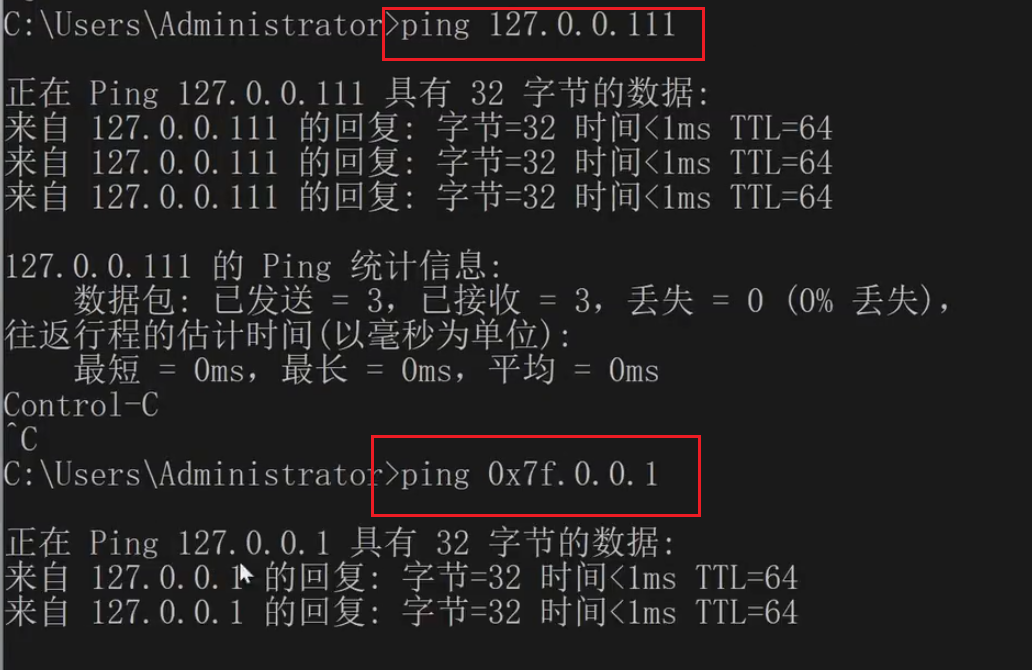 C:\Users\Administrator>ping 127.0.0.111
正在 Ping 127.0.0.111 具有 32 字节的数据:
来自 127.0.0.111 的回复: 字节=32 时间<1ms TTL=64
来自 127.0.0.111 的回复: 字节=32 时间<1ms TTL=64
来自 127.0.0.111 的回复: 字节=32 时间<1ms TTL=64
127.0.0.111 的 Ping 统计信息:
数据包: 已发送 = 3, 已接收 = 3, 丢失 = 0 (0% 丢失),
往返行程的估计时间(以毫秒为单位):
最短 = 0ms, 最长 = 0ms, 平均 = 0ms
Control-C
^C
C:\Users\Administrator>ping 0x7f.0.0.1
正在 Ping 127.0.0.1 具有 32 字节的数据:
来自 127.0.0.1 的回复: 字节=32 时间<1ms TTL=64
来自 127.0.0.1 的回复: 字节=32 时间<1ms TTL=64